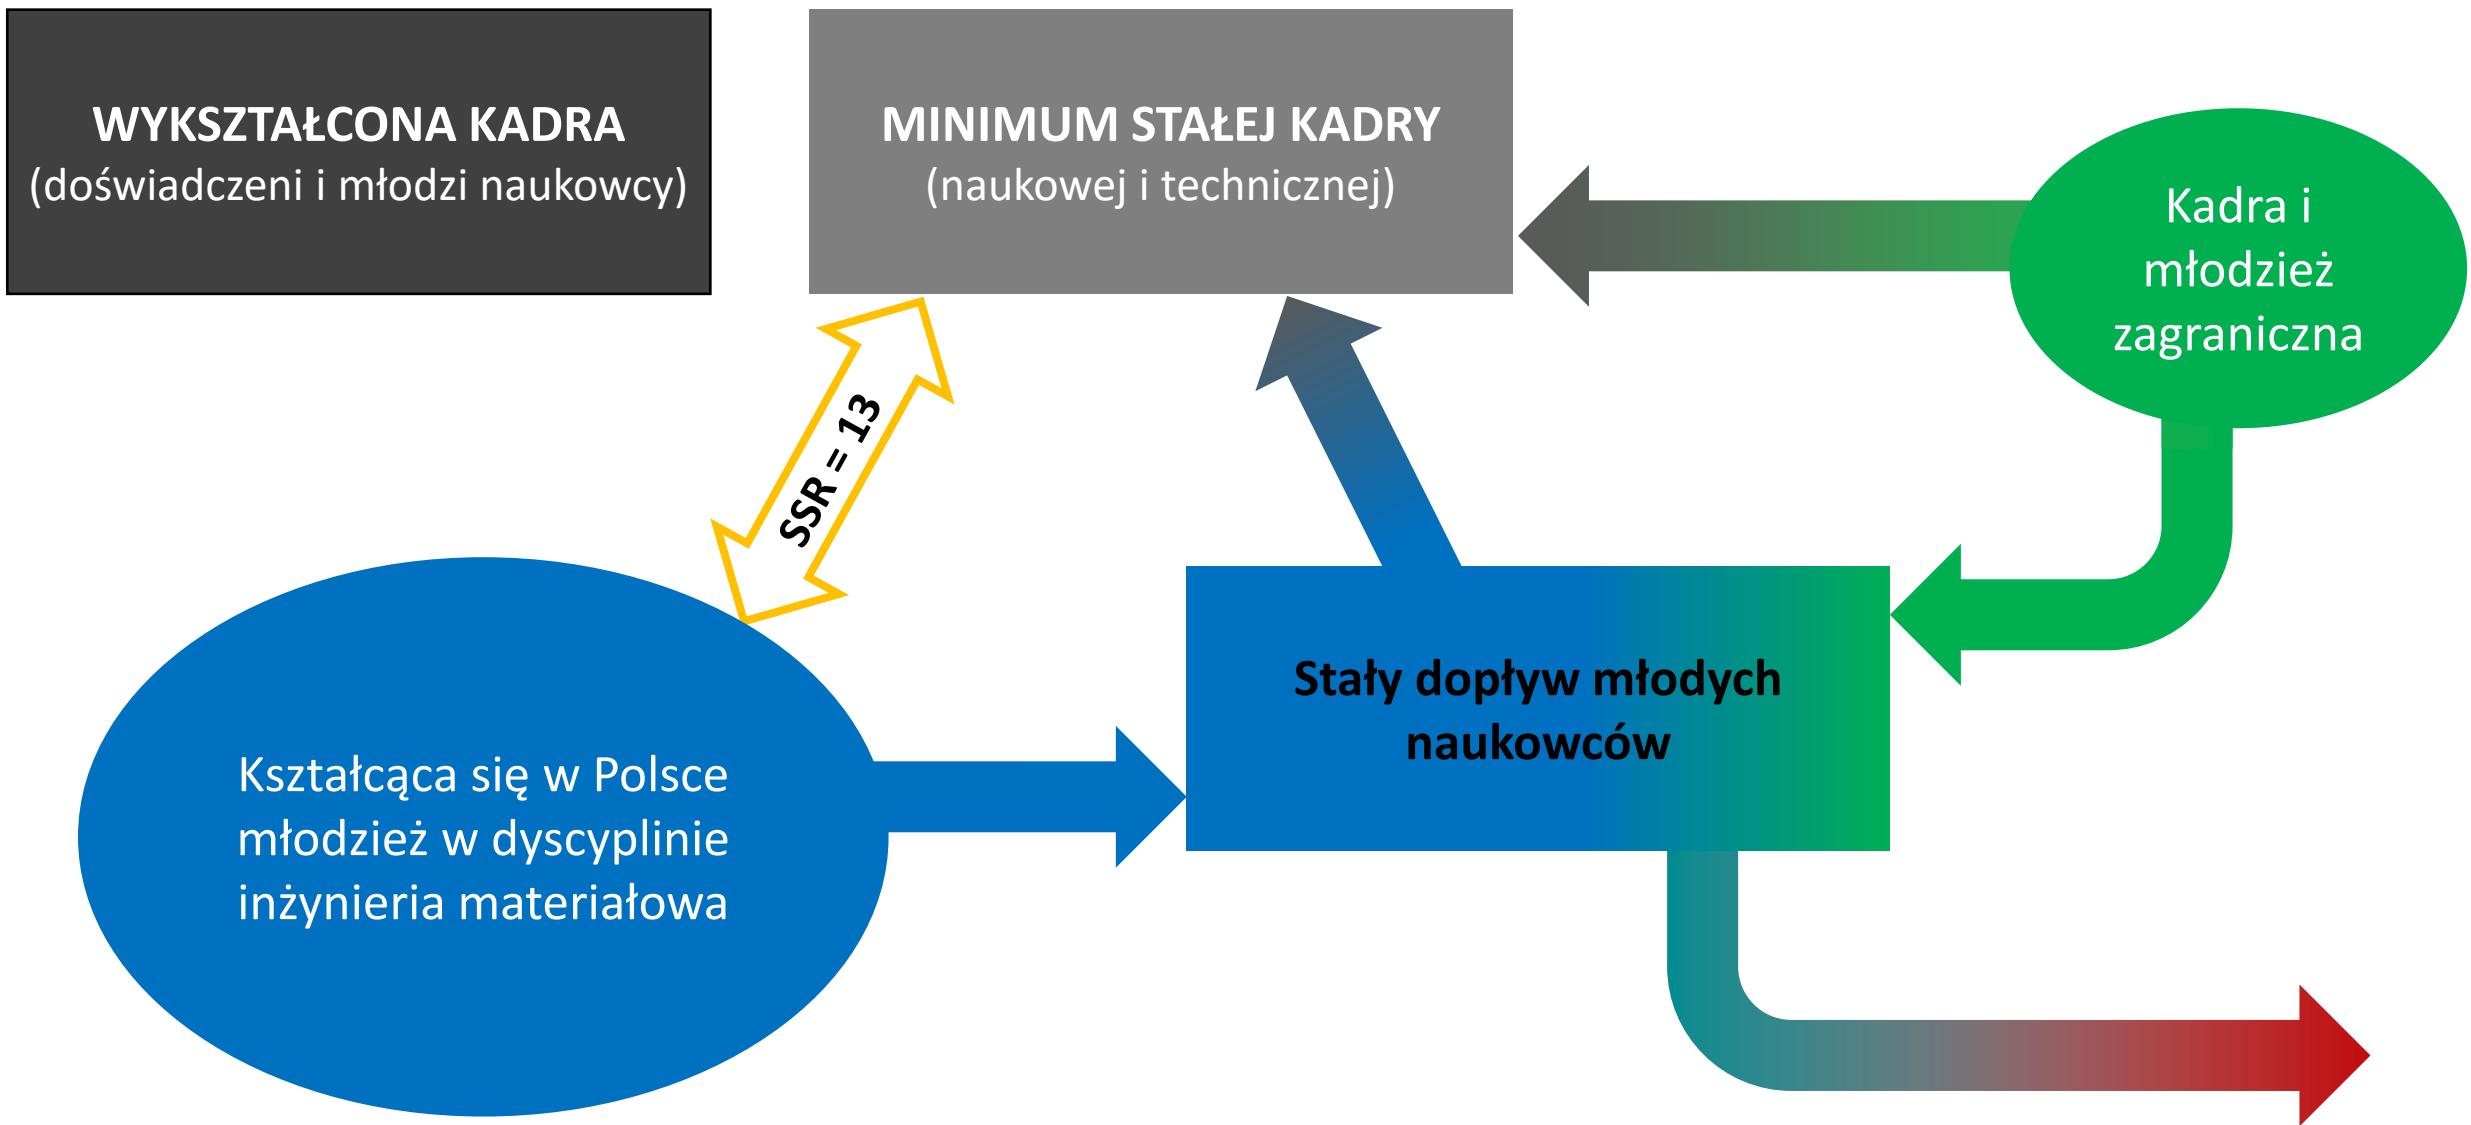 WYKSZTAŁCONA KADRA
(doświadczeni i młodzi naukowcy)
MINIMUM STAŁEJ KADRY
(naukowej i technicznej)
Kadra i
młodzież
zagraniczna
SSR = 13
Stały dopływ młodych
naukowców
Kształcąca się w Polsce
młodzież w dyscyplinie
inżynieria materiałowa